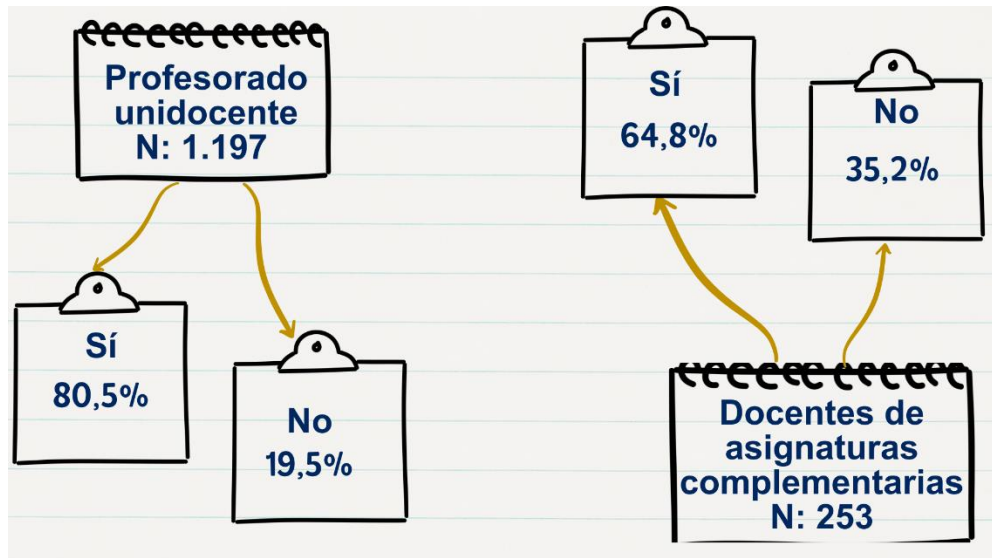 Profesorado
unidocente
N: 1.197
Sí
80,5%
No
19,5%
Sí
64,8%
No
35,2%
Docentes de
asignaturas
complementarias
N: 253